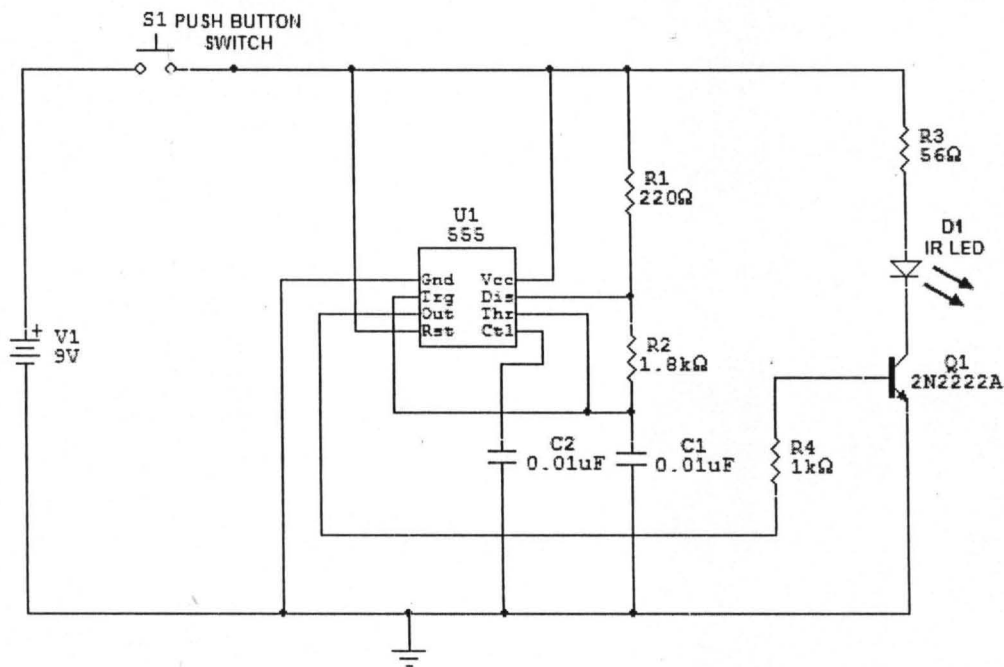 S1 PUSH BUTTON
SWITCH
R3
56Ω
R1
220Ω
U1
555
D1
IR LED
Gnd Vcc
Trg Dis
Out Thr
Rst Ctl
+
V1
9V
R2
1.8kΩ
Q1
2N2222A
C2
0.01uF
C1
0.01uF
R4
1kΩ